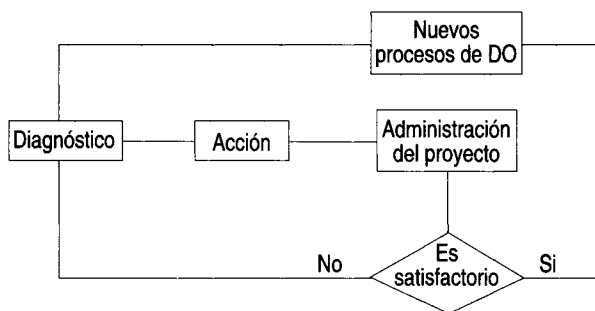 Nuevos
procesos de DO
Diagnóstico
Acción
Administración
del proyecto
No
Es
satisfactorio
Si